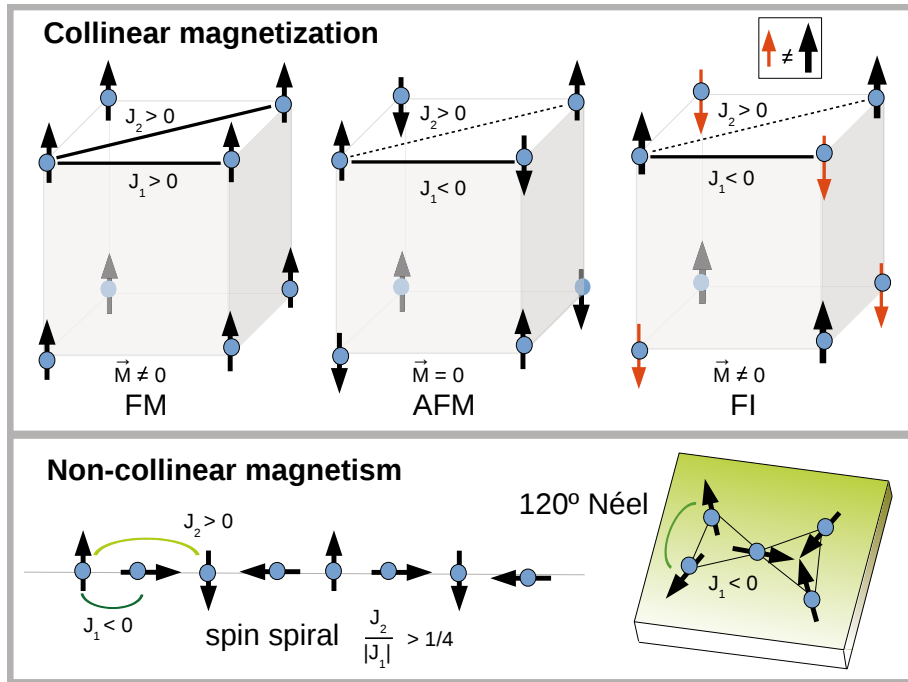 Collinear magnetization
≠
J2 > 0
J1 > 0
M⃗ ≠ 0
FM
J2 > 0
J1 < 0
M⃗ = 0
AFM
J2 > 0
J1 < 0
M⃗ ≠ 0
FI
Non-collinear magnetism
J2 > 0
J1 < 0
spin spiral J2/|J1| > 1/4
120º Néel
J1 < 0